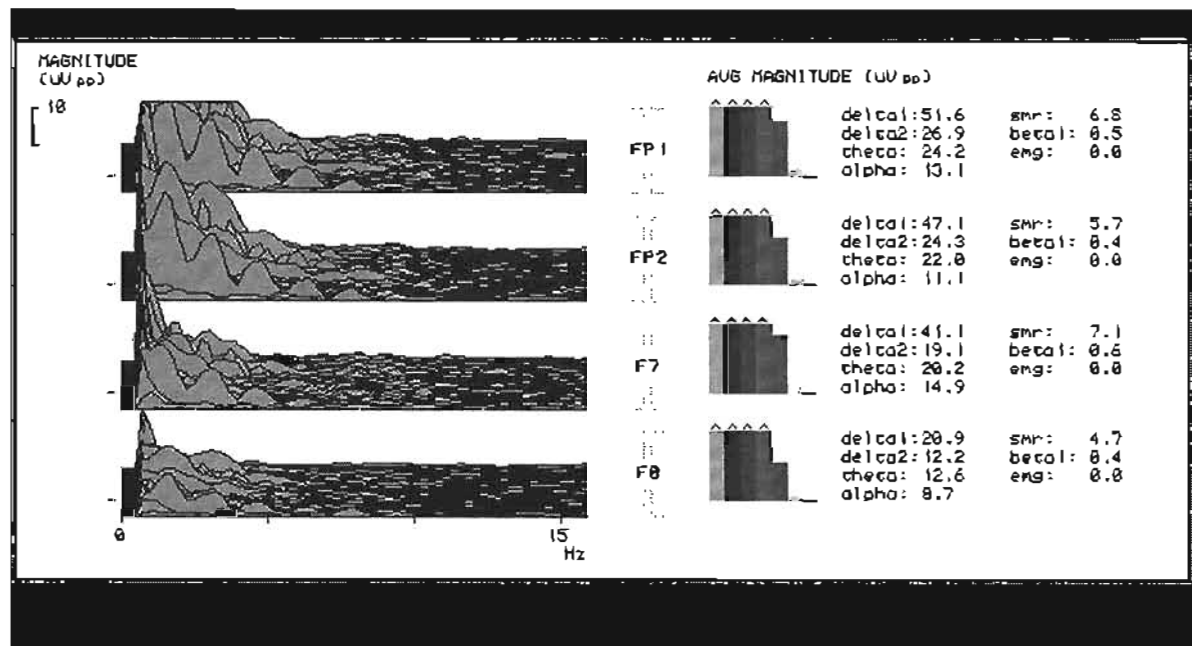 MAGNITUDE
(uV pp)
10
AVG MAGNITUDE (uV pp)
FP1
delta1:51.6 smr: 6.8
delta2:26.9 beta1: 0.5
theta: 24.2 emg: 0.0
alpha: 13.1
FP2
delta1:47.1 smr: 5.7
delta2:24.3 beta1: 0.4
theta: 22.0 emg: 0.0
alpha: 11.1
F7
delta1:41.1 smr: 7.1
delta2:19.1 beta1: 0.6
theta: 20.2 emg: 0.0
alpha: 14.9
F8
delta1:20.9 smr: 4.7
delta2:12.2 beta1: 0.4
theta: 12.6 emg: 0.0
alpha: 8.7
0 15
Hz